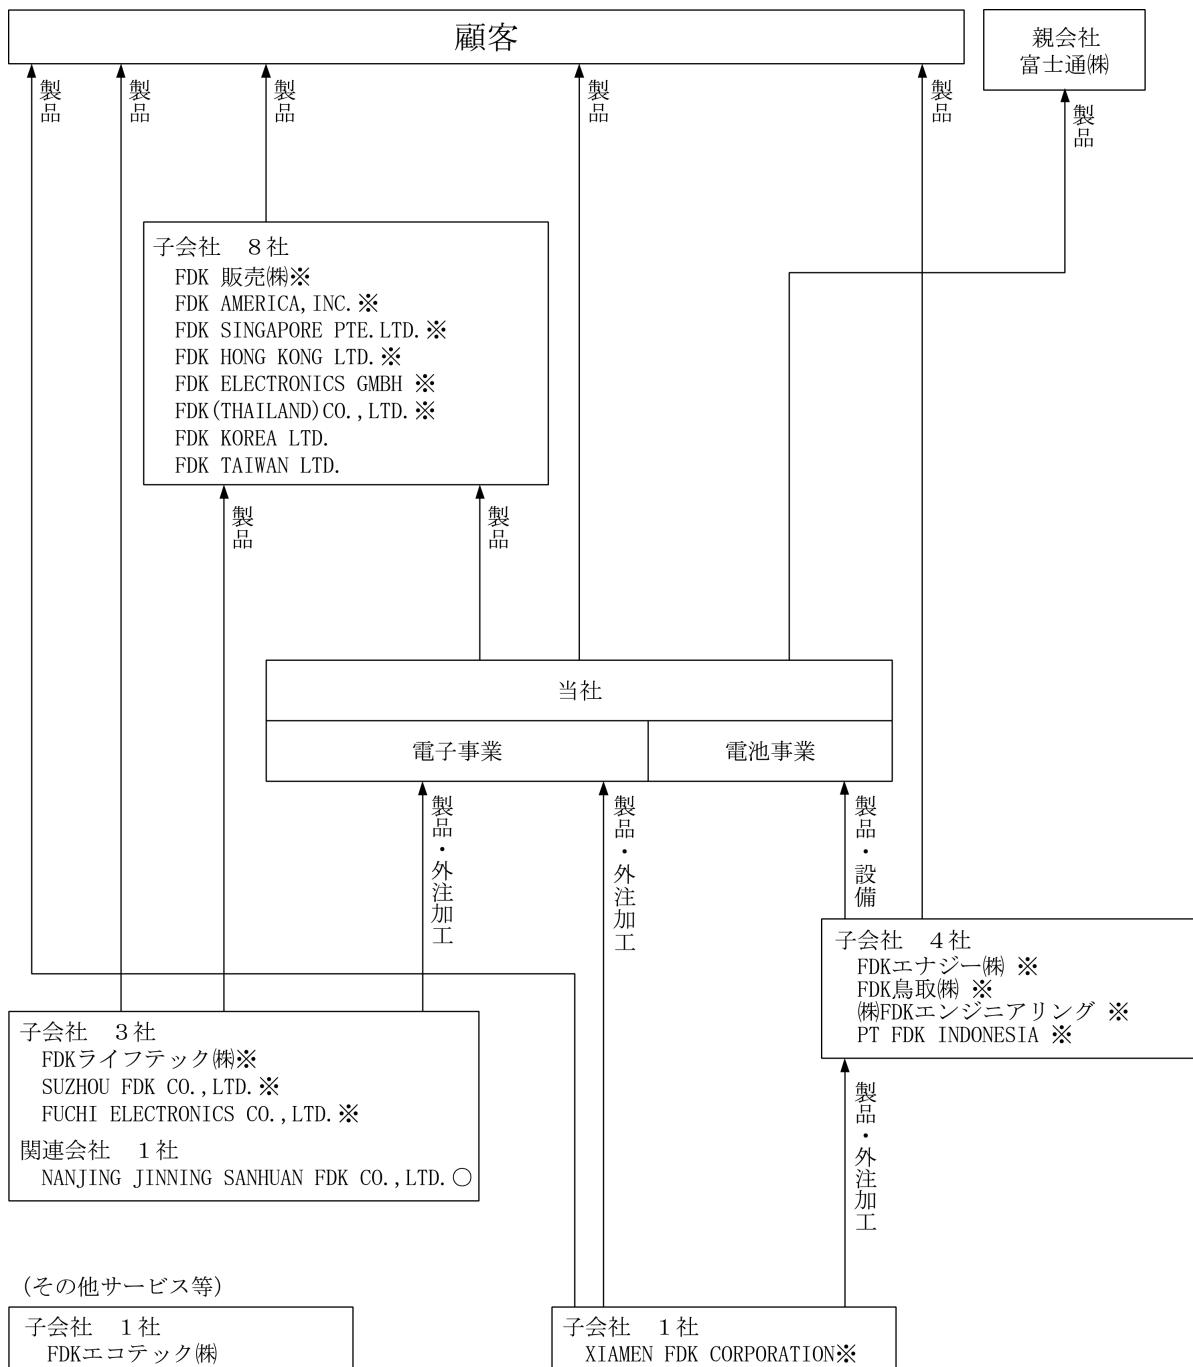 顧客
親会社
富士通㈱
製品
製品
製品
製品
製品
製品
子会社　８社
FDK 販売㈱※
FDK AMERICA,INC.※
FDK SINGAPORE PTE.LTD.※
FDK HONG KONG LTD.※
FDK ELECTRONICS GMBH ※
FDK(THAILAND)CO.,LTD.※
FDK KOREA LTD.
FDK TAIWAN LTD.
製品
製品
当社
電子事業
電池事業
製品・外注加工
製品・外注加工
製品・設備
子会社　４社
FDKエナジー㈱ ※
FDK鳥取㈱ ※
㈱FDKエンジニアリング ※
PT FDK INDONESIA ※
子会社　３社
FDKライフテック㈱※
SUZHOU FDK CO.,LTD.※
FUCHI ELECTRONICS CO.,LTD.※
関連会社　１社
NANJING JINNING SANHUAN FDK CO.,LTD.○
製品・外注加工
(その他サービス等)
子会社　１社
FDKエコテック㈱
子会社　１社
XIAMEN FDK CORPORATION※